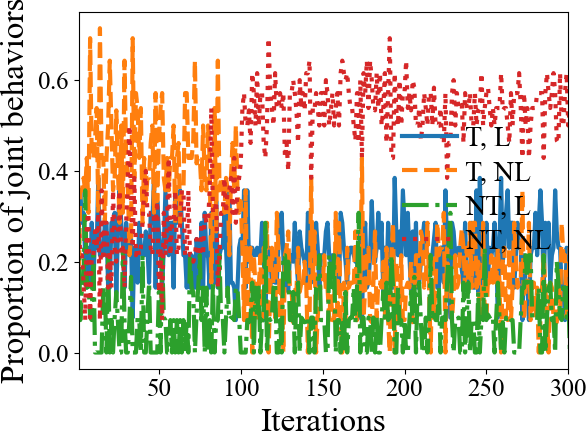 Proportion of joint behaviors
0.6
0.4
0.2
0.0
T, L
T, NL
NT, L
NT, NL
50
100
150
200
250
300
Iterations